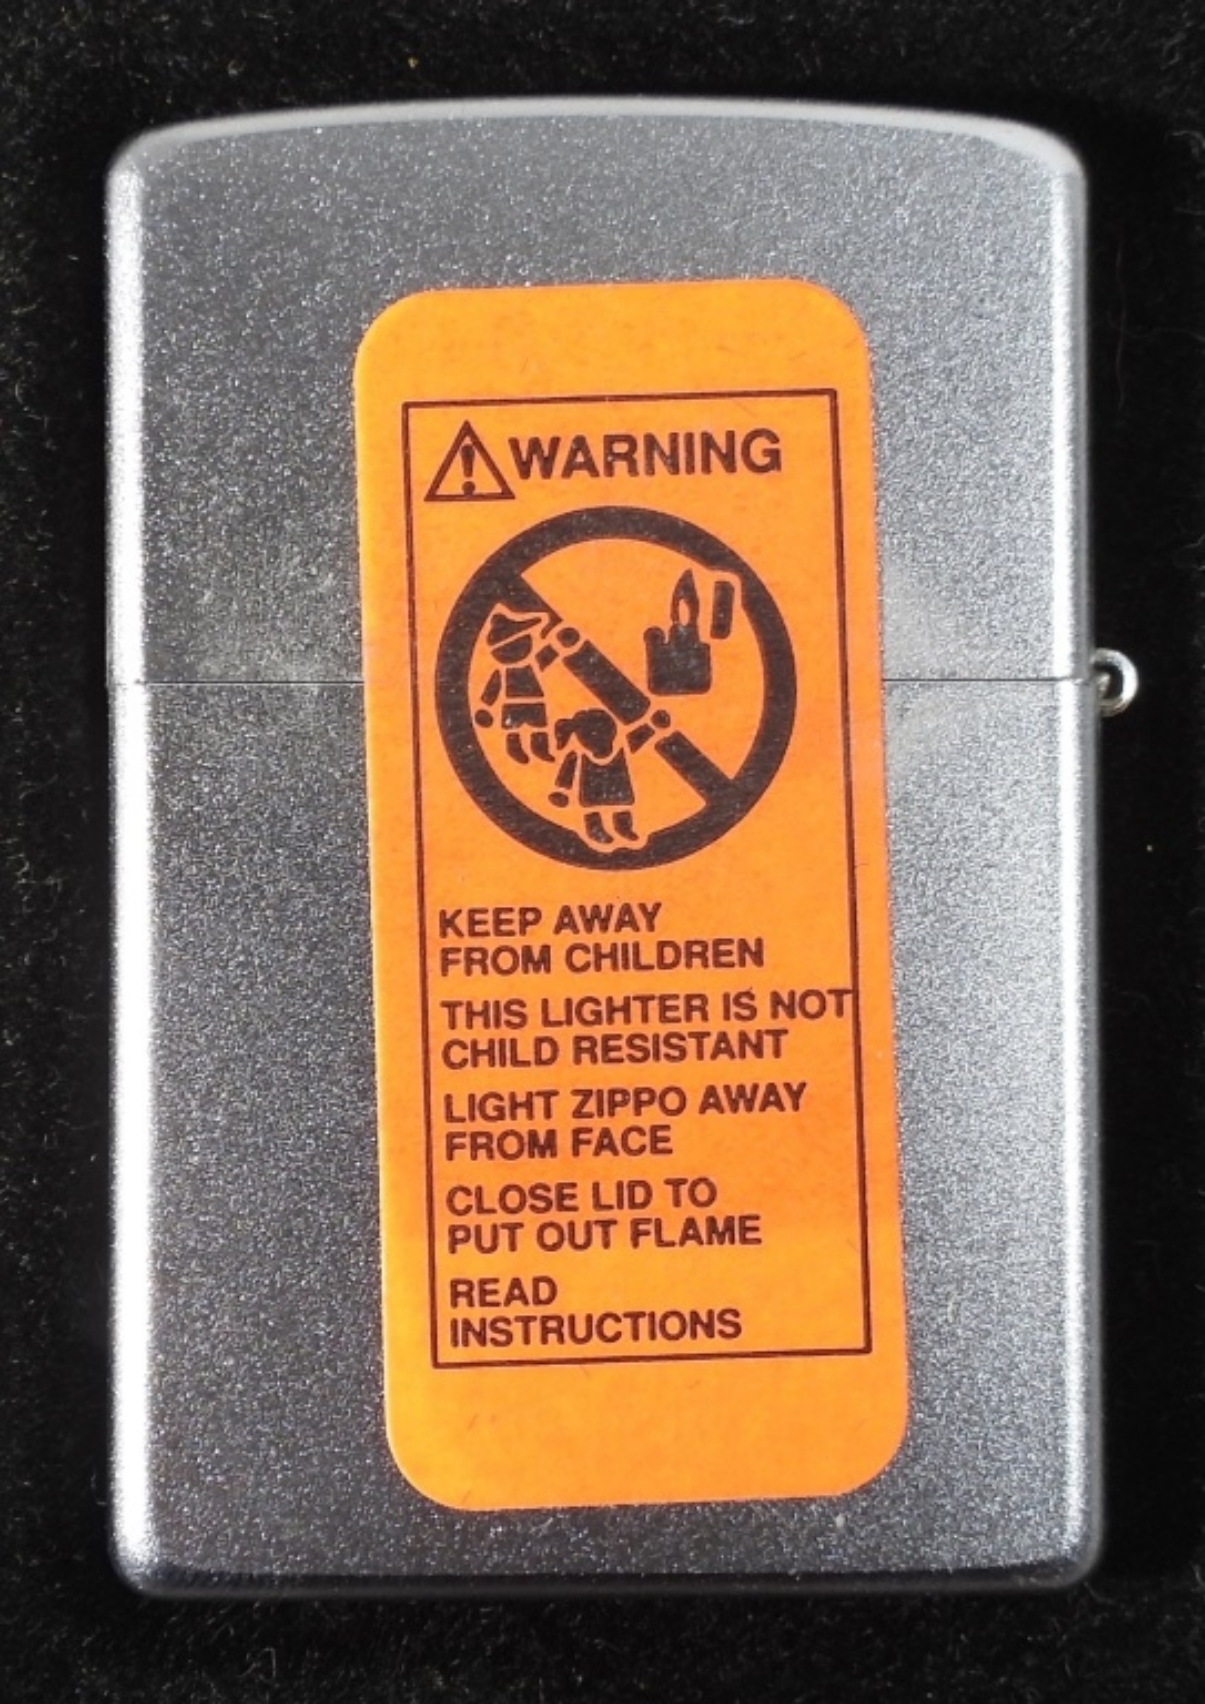 WARNING
KEEP AWAY
FROM CHILDREN
THIS LIGHTER IS NOT
CHILD RESISTANT
LIGHT ZIPPO AWAY
FROM FACE
CLOSE LID TO
PUT OUT FLAME
READ
INSTRUCTIONS